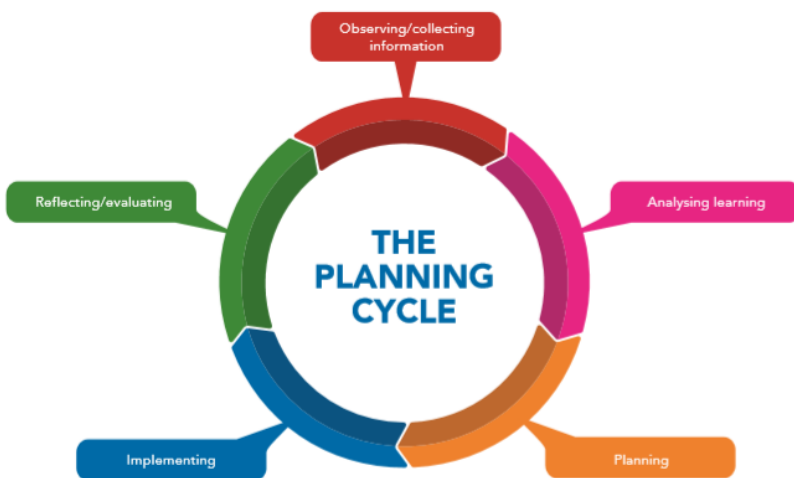 Observing/collecting
information
Reflecting/evaluating
Analysing learning
THE
PLANNING
CYCLE
Implementing
Planning